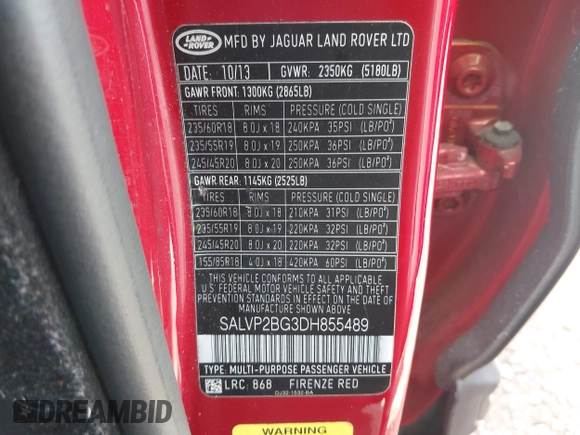 LAND ROVER
MFD BY JAGUAR LAND ROVER LTD
DATE: 10/13 GVWR: 2350KG (5180LB)
GAWR FRONT: 1300KG (2865LB)
TIRES RIMS PRESSURE (COLD SINGLE)
235/60R18 8.0J x 18 240KPA 35PSI (LB/PO²)
235/55R19 8.0J x 19 250KPA 36PSI (LB/PO²)
245/45R20 8.0J x 20 250KPA 36PSI (LB/PO²)
GAWR REAR: 1145KG (2525LB)
TIRES RIMS PRESSURE (COLD SINGLE)
235/60R18 8.0J x 18 210KPA 31PSI (LB/PO²)
235/55R19 8.0J x 19 220KPA 32PSI (LB/PO²)
245/45R20 8.0J x 20 220KPA 32PSI (LB/PO²)
155/85R18 4.0J x 18 420KPA 60PSI (LB/PO²)
THIS VEHICLE CONFORMS TO ALL APPLICABLE
U.S FEDERAL MOTOR VEHICLE SAFETY, BUMPER
AND THEFT PREVENTION STANDARDS IN EFFECT ON
THE DATE OF MANUFACTURE SHOWN ABOVE.
SALVP2BG3DH855489
TYPE: MULTI-PURPOSE PASSENGER VEHICLE
LRC: 868 FIRENZE RED
DJ32-1532-BA
WARNING
DREAMBID